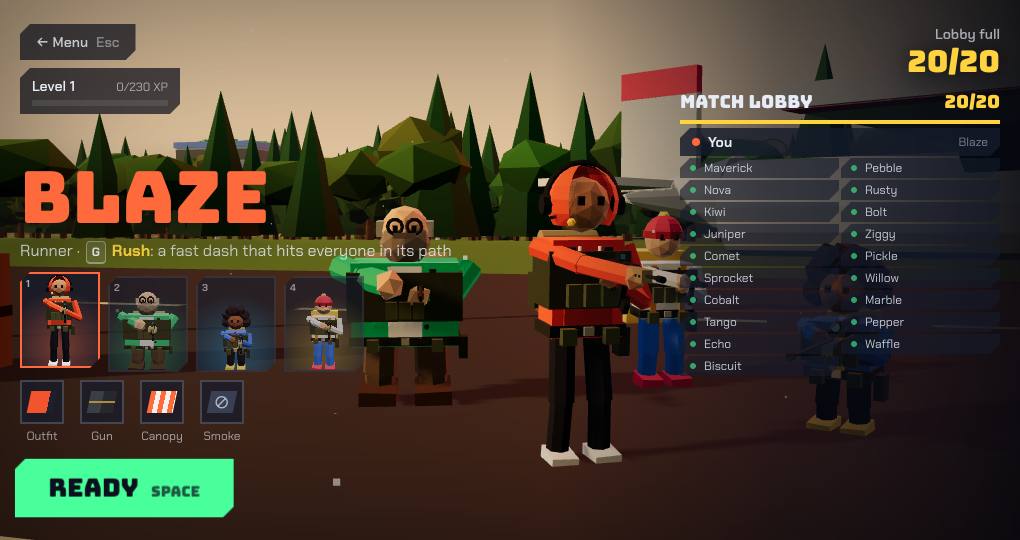 ← Menu Esc
Level 1 0/230 XP
Lobby full
20/20
MATCH LOBBY 20/20
You Blaze
Maverick Pebble
Nova Rusty
Kiwi Bolt
Juniper Ziggy
Comet Pickle
Sprocket Willow
Cobalt Marble
Tango Pepper
Echo Waffle
Biscuit
BLAZE
Runner · G Rush: a fast dash that hits everyone in its path
1 2 3 4
Outfit Gun Canopy Smoke
READY SPACE